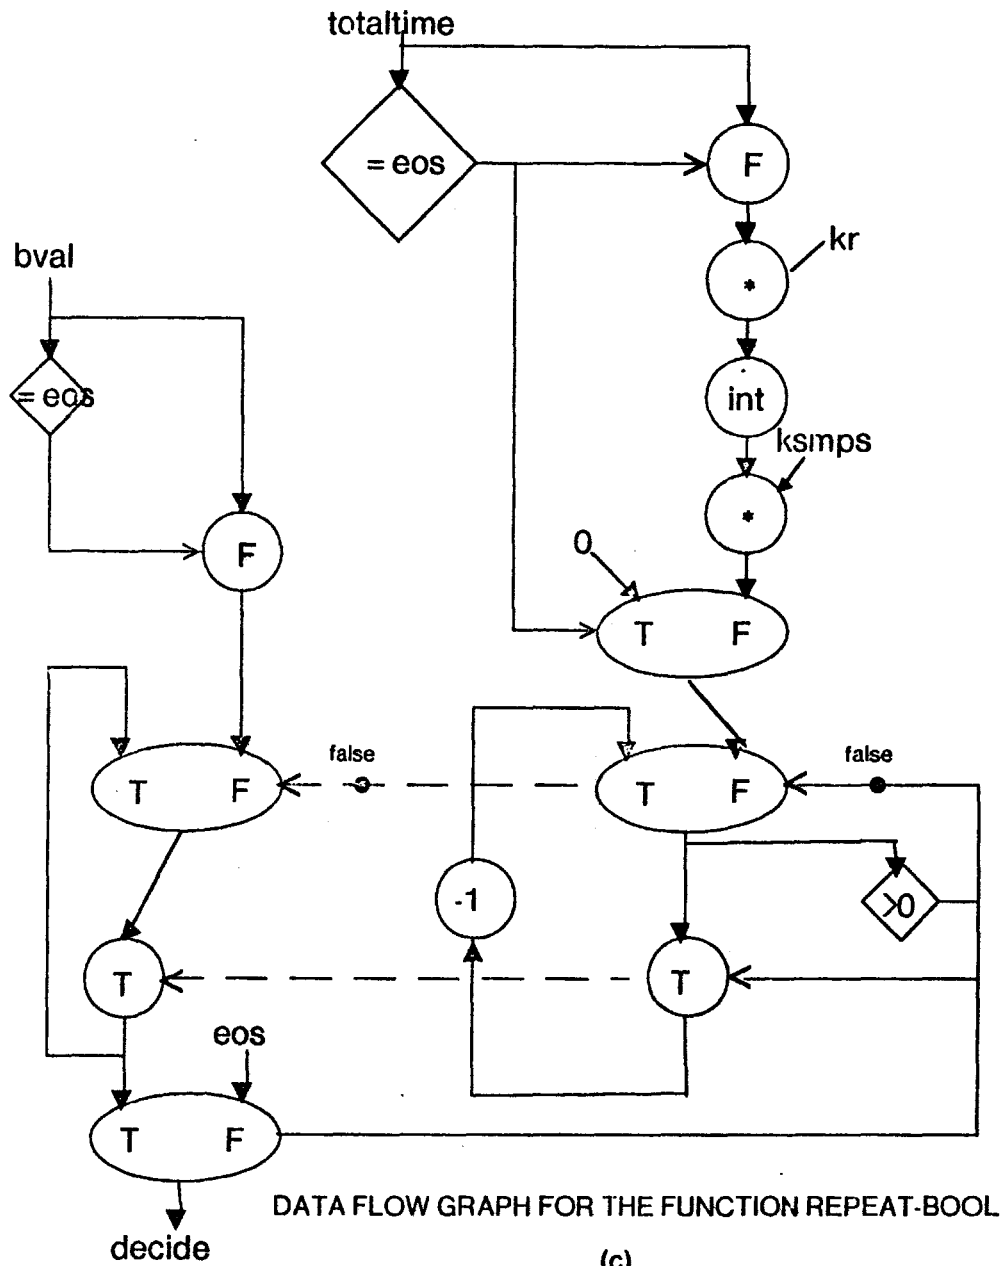 totaltime
= eos
F
kr
*
bval
= eos
int
ksmps
*
F
0
T F
false
false
T F
T F
-1
>0
T
T
eos
T F
DATA FLOW GRAPH FOR THE FUNCTION REPEAT-BOOL
decide
(c)